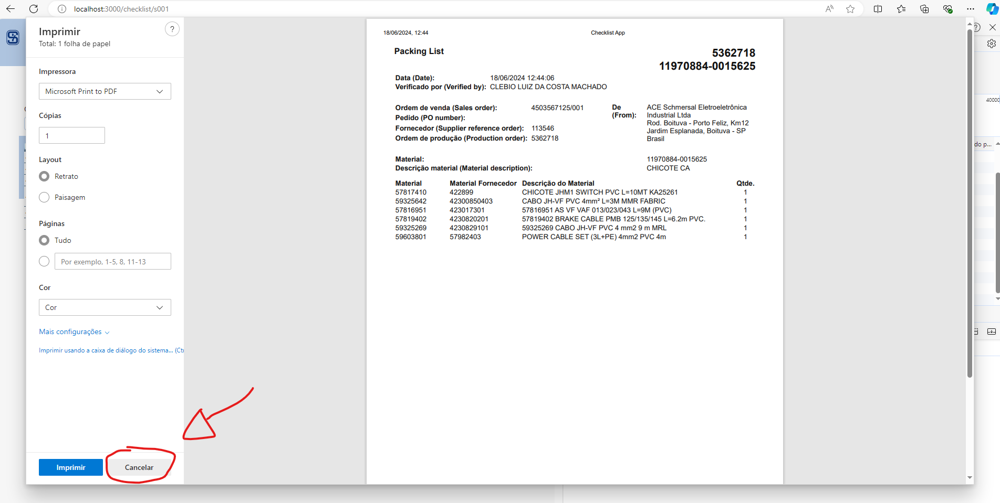 localhost:3000/checklist/s001
Imprimir
?
Total: 1 folha de papel
Impressora
Microsoft Print to PDF
Cópias
1
Layout
Retrato
Paisagem
Páginas
Tudo
Por exemplo, 1-5, 8, 11-13
Cor
Cor
Mais configurações
Imprimir usando a caixa de diálogo do sistema... (Ctr
Imprimir
Cancelar
18/06/2024, 12:44
Checklist App
Packing List
5362718
11970884-0015625
Data (Date): 18/06/2024 12:44:06
Verificado por (Verified by): CLEBIO LUIZ DA COSTA MACHADO
Ordem de venda (Sales order): 4503567125/001
Pedido (PO number):
Fornecedor (Supplier reference order): 113546
Ordem de produção (Production order): 5362718
De
(From):
ACE Schmersal Eletroeletrônica
Industrial Ltda
Rod. Boituva - Porto Feliz, Km12
Jardim Esplanada, Boituva - SP
Brasil
Material: 11970884-0015625
Descrição material (Material description): CHICOTE CA
Material Material Fornecedor Descrição do Material Qtde.
57817410 422899 CHICOTE JHM1 SWITCH PVC L=10MT KA25261 1
59325642 42300850403 CABO JH-VF PVC 4mm² L=3M MMR FABRIC 1
57816951 423017301 57816951 AS VF VAF 013/023/043 L=9M (PVC) 1
57819402 4230820201 57819402 BRAKE CABLE PMB 125/135/145 L=6.2m PVC. 1
59325269 4230829101 59325269 CABO JH-VF PVC 4 mm2 9 m MRL 1
59603801 57982403 POWER CABLE SET (3L+PE) 4mm2 PVC 4m 1
?
40000
do p...